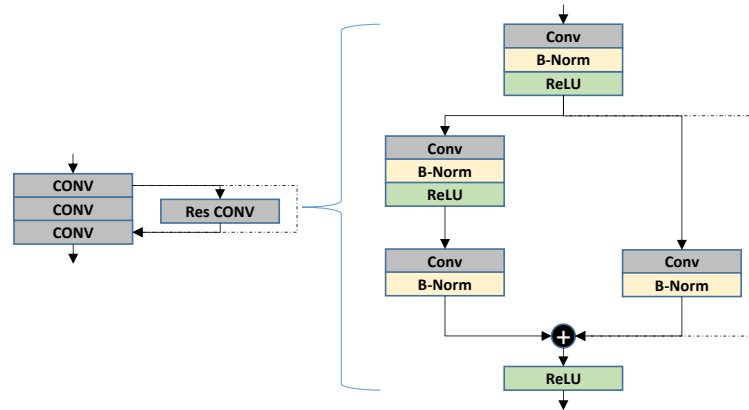 CONV
CONV
CONV
Res CONV
Conv
B-Norm
ReLU
Conv
B-Norm
ReLU
Conv
B-Norm
Conv
B-Norm
+
ReLU